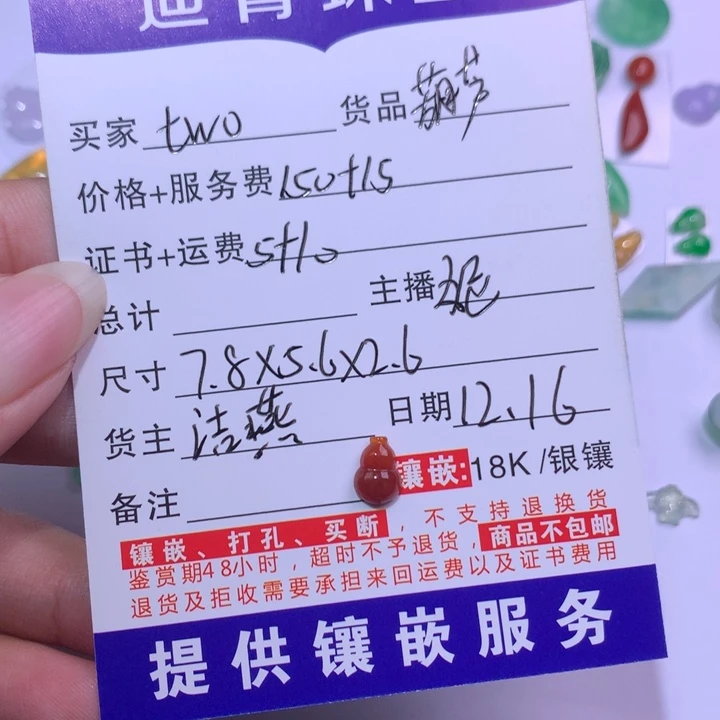 买家 two 货品 葫芦
价格+服务费 150+15
证书+运费 5+10
总计 主播
尺寸 7.8X5.6X2.6
货主 洁燕 日期 12.16
备注 镶嵌:18K/银镶
镶嵌、打孔、买断，不支持退换货
鉴赏期48小时，超时不予退货，商品不包邮
退货及拒收需要承担来回运费以及证书费用
提供镶嵌服务